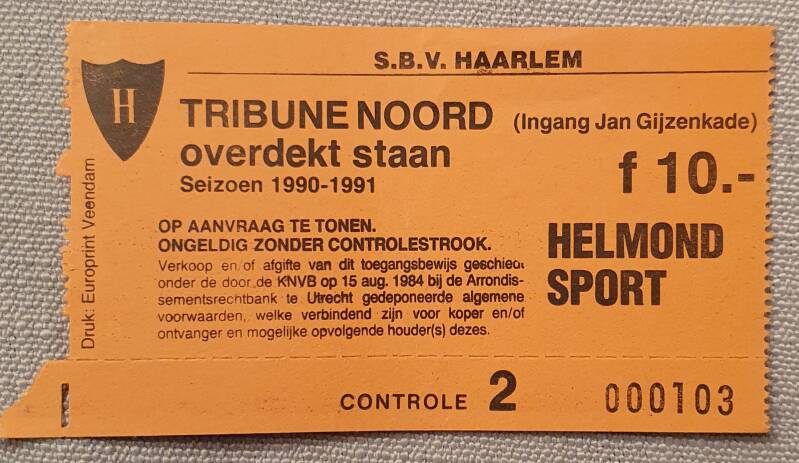 S.B.V. HAARLEM
H
TRIBUNE NOORD (Ingang Jan Gijzenkade)
overdekt staan
f 10.-
Seizoen 1990-1991
OP AANVRAAG TE TONEN.
ONGELDIG ZONDER CONTROLESTROOK.
HELMOND
SPORT
Verkoop en/of afgifte van dit toegangsbewijs geschiedt
onder de door de KNVB op 15 aug. 1984 bij de Arrondis-
sementsrechtbank te Utrecht gedeponeerde algemene
voorwaarden, welke verbindend zijn voor koper en/of
ontvanger en mogelijke opvolgende houder(s) dezes.
Druk: Europrint Veendam
CONTROLE 2 000103